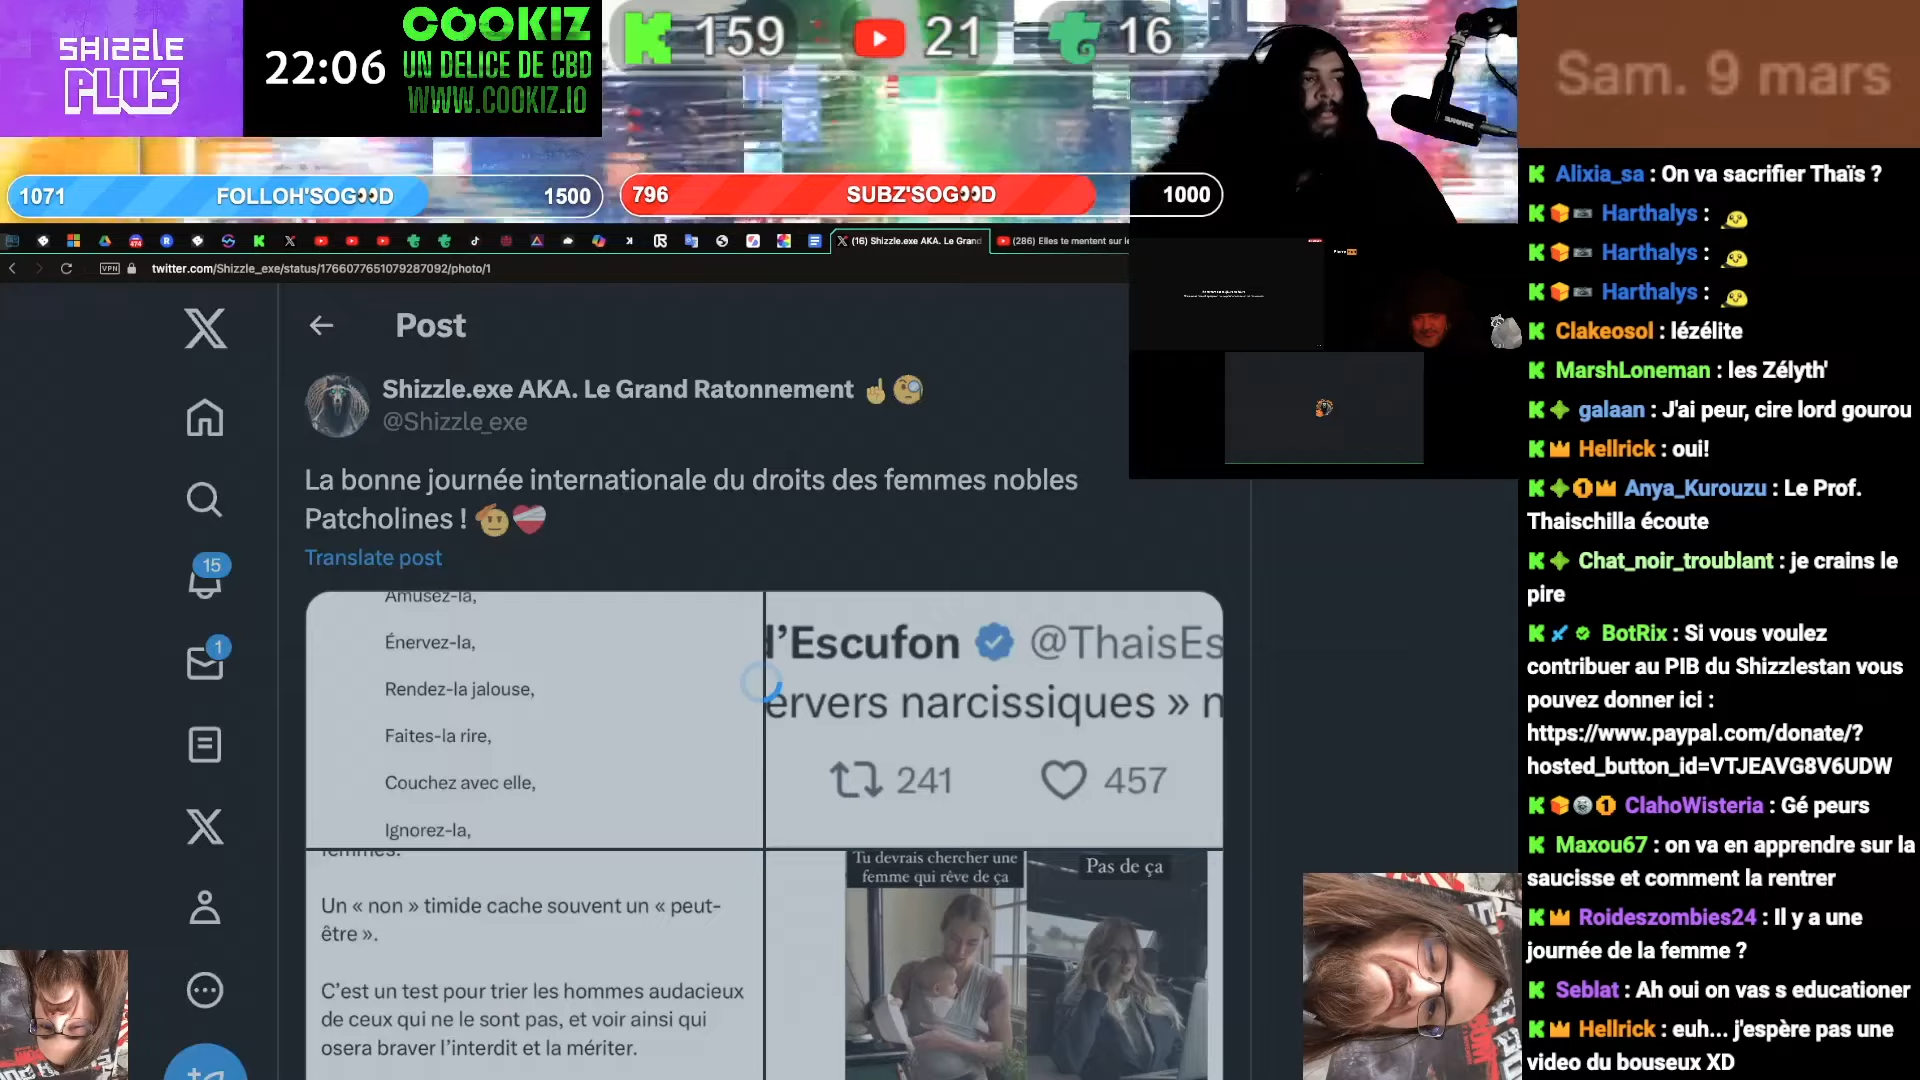 SHIZZLE
PLUS
22:06
COOKIZ
UN DELICE DE CBD
WWW.COOKIZ.IO
159
21
16
Sam. 9 mars
1071 FOLLOH'SOG👀D 1500
796 SUBZ'SOG👀D 1000
(16) Shizzle.exe AKA. Le Grand
(286) Elles te mentent sur le
VPN twitter.com/Shizzle_exe/status/1766077651079287092/photo/1
Post
Shizzle.exe AKA. Le Grand Ratonnement ☝️🧐
@Shizzle_exe
La bonne journée internationale du droits des femmes nobles
Patcholines ! 🫡❤️‍🩹
Translate post
15
1
Amusez-la,
Énervez-la,
Rendez-la jalouse,
Faites-la rire,
Couchez avec elle,
Ignorez-la,
d'Escufon @ThaisEs
ervers narcissiques » n
241 457
femmes.
Un « non » timide cache souvent un « peut-
être ».
C'est un test pour trier les hommes audacieux
de ceux qui ne le sont pas, et voir ainsi qui
osera braver l'interdit et la mériter.
Tu devrais chercher une
femme qui rêve de ça
Pas de ça
Alixia_sa : On va sacrifier Thaïs ?
Harthalys :
Harthalys :
Harthalys :
Clakeosol : lézélite
MarshLoneman : les Zélyth'
galaan : J'ai peur, cire lord gourou
Hellrick : oui!
Anya_Kurouzu : Le Prof.
Thaischilla écoute
Chat_noir_troublant : je crains le
pire
BotRix : Si vous voulez
contribuer au PIB du Shizzlestan vous
pouvez donner ici :
https://www.paypal.com/donate/?
hosted_button_id=VTJEAVG8V6UDW
ClahoWisteria : Gé peurs
Maxou67 : on va en apprendre sur la
saucisse et comment la rentrer
Roideszombies24 : Il y a une
journée de la femme ?
Seblat : Ah oui on vas s educationer
Hellrick : euh... j'espère pas une
video du bouseux XD